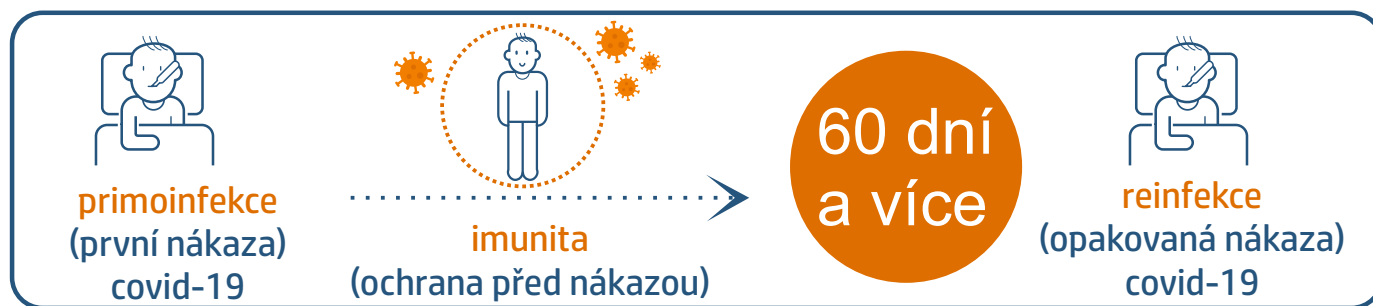 primoinfekce
(první nákaza)
covid-19
imunita
(ochrana před nákazou)
60 dní
a více
reinfekce
(opakovaná nákaza)
covid-19